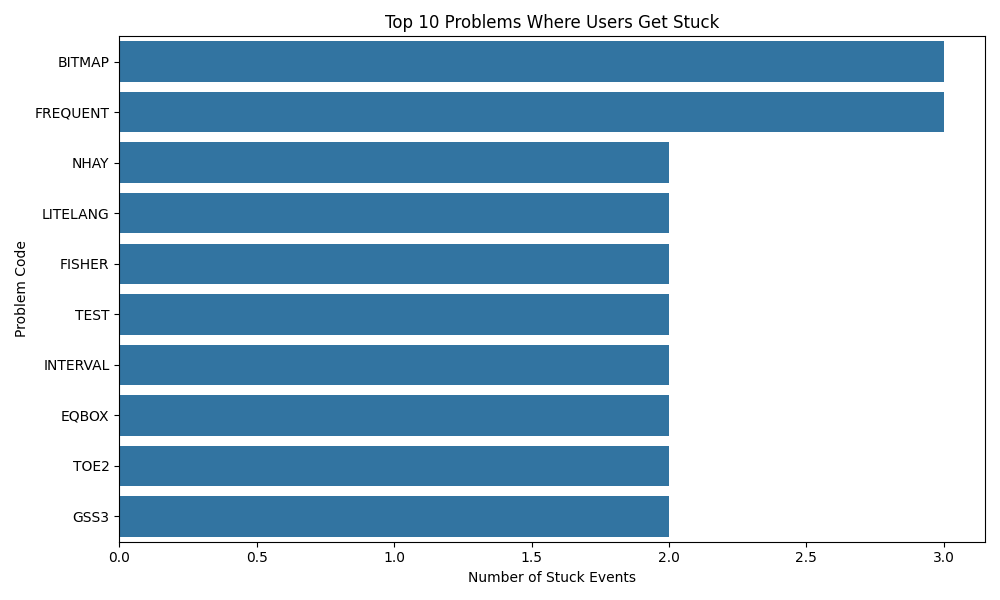 Top 10 Problems Where Users Get Stuck
Problem Code
BITMAP
FREQUENT
NHAY
LITELANG
FISHER
TEST
INTERVAL
EQBOX
TOE2
GSS3
0.0 0.5 1.0 1.5 2.0 2.5 3.0
Number of Stuck Events